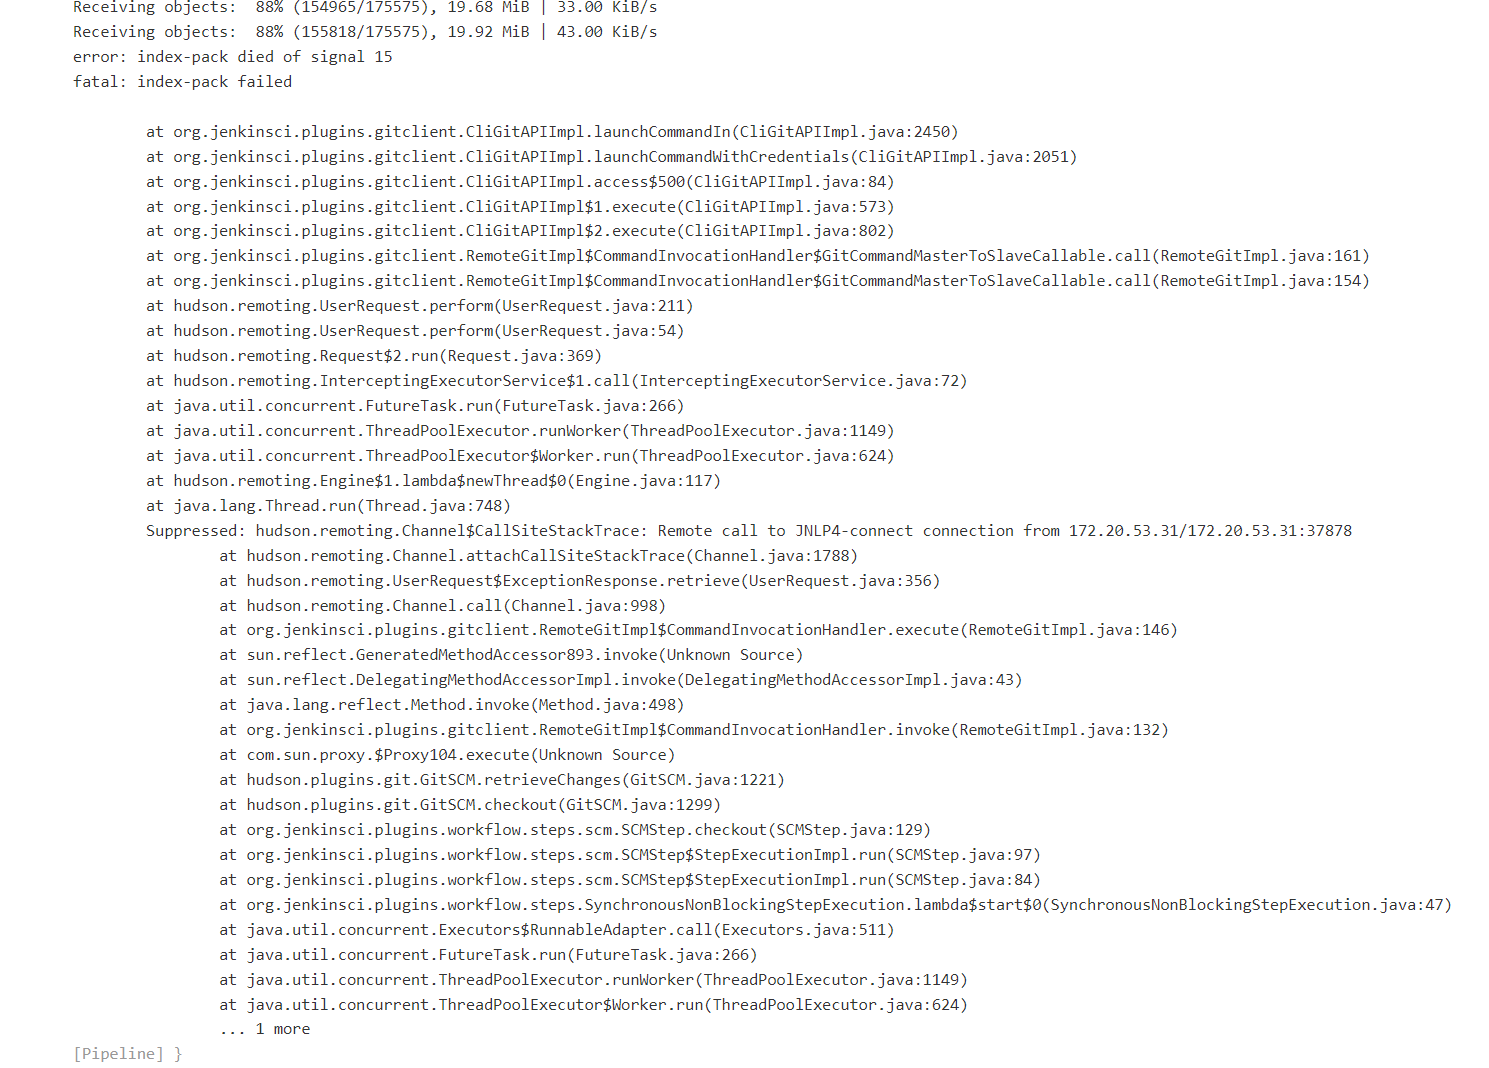 Receiving objects:  88% (154965/175575), 19.68 MiB | 33.00 KiB/s
Receiving objects:  88% (155818/175575), 19.92 MiB | 43.00 KiB/s
error: index-pack died of signal 15
fatal: index-pack failed
at org.jenkinsci.plugins.gitclient.CliGitAPIImpl.launchCommandIn(CliGitAPIImpl.java:2450)
at org.jenkinsci.plugins.gitclient.CliGitAPIImpl.launchCommandWithCredentials(CliGitAPIImpl.java:2051)
at org.jenkinsci.plugins.gitclient.CliGitAPIImpl.access$500(CliGitAPIImpl.java:84)
at org.jenkinsci.plugins.gitclient.CliGitAPIImpl$1.execute(CliGitAPIImpl.java:573)
at org.jenkinsci.plugins.gitclient.CliGitAPIImpl$2.execute(CliGitAPIImpl.java:802)
at org.jenkinsci.plugins.gitclient.RemoteGitImpl$CommandInvocationHandler$GitCommandMasterToSlaveCallable.call(RemoteGitImpl.java:161)
at org.jenkinsci.plugins.gitclient.RemoteGitImpl$CommandInvocationHandler$GitCommandMasterToSlaveCallable.call(RemoteGitImpl.java:154)
at hudson.remoting.UserRequest.perform(UserRequest.java:211)
at hudson.remoting.UserRequest.perform(UserRequest.java:54)
at hudson.remoting.Request$2.run(Request.java:369)
at hudson.remoting.InterceptingExecutorService$1.call(InterceptingExecutorService.java:72)
at java.util.concurrent.FutureTask.run(FutureTask.java:266)
at java.util.concurrent.ThreadPoolExecutor.runWorker(ThreadPoolExecutor.java:1149)
at java.util.concurrent.ThreadPoolExecutor$Worker.run(ThreadPoolExecutor.java:624)
at hudson.remoting.Engine$1.lambda$newThread$0(Engine.java:117)
at java.lang.Thread.run(Thread.java:748)
Suppressed: hudson.remoting.Channel$CallSiteStackTrace: Remote call to JNLP4-connect connection from 172.20.53.31/172.20.53.31:37878
at hudson.remoting.Channel.attachCallSiteStackTrace(Channel.java:1788)
at hudson.remoting.UserRequest$ExceptionResponse.retrieve(UserRequest.java:356)
at hudson.remoting.Channel.call(Channel.java:998)
at org.jenkinsci.plugins.gitclient.RemoteGitImpl$CommandInvocationHandler.execute(RemoteGitImpl.java:146)
at sun.reflect.GeneratedMethodAccessor893.invoke(Unknown Source)
at sun.reflect.DelegatingMethodAccessorImpl.invoke(DelegatingMethodAccessorImpl.java:43)
at java.lang.reflect.Method.invoke(Method.java:498)
at org.jenkinsci.plugins.gitclient.RemoteGitImpl$CommandInvocationHandler.invoke(RemoteGitImpl.java:132)
at com.sun.proxy.$Proxy104.execute(Unknown Source)
at hudson.plugins.git.GitSCM.retrieveChanges(GitSCM.java:1221)
at hudson.plugins.git.GitSCM.checkout(GitSCM.java:1299)
at org.jenkinsci.plugins.workflow.steps.scm.SCMStep.checkout(SCMStep.java:129)
at org.jenkinsci.plugins.workflow.steps.scm.SCMStep$StepExecutionImpl.run(SCMStep.java:97)
at org.jenkinsci.plugins.workflow.steps.scm.SCMStep$StepExecutionImpl.run(SCMStep.java:84)
at org.jenkinsci.plugins.workflow.steps.SynchronousNonBlockingStepExecution.lambda$start$0(SynchronousNonBlockingStepExecution.java:47)
at java.util.concurrent.Executors$RunnableAdapter.call(Executors.java:511)
at java.util.concurrent.FutureTask.run(FutureTask.java:266)
at java.util.concurrent.ThreadPoolExecutor.runWorker(ThreadPoolExecutor.java:1149)
at java.util.concurrent.ThreadPoolExecutor$Worker.run(ThreadPoolExecutor.java:624)
... 1 more
[Pipeline] }